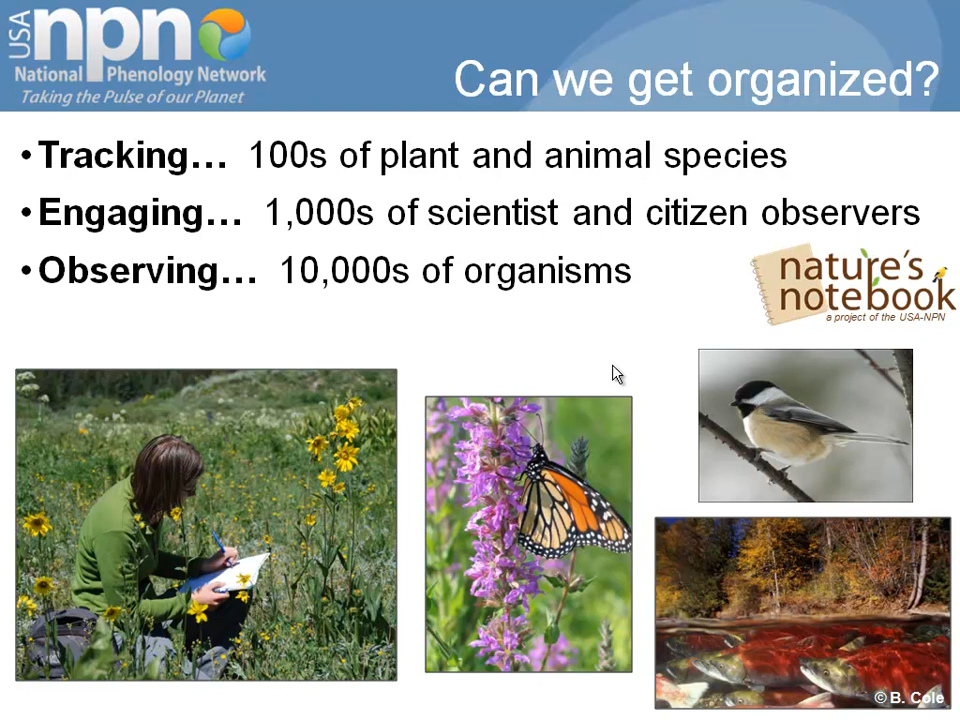 USA
npn
National Phenology Network
Taking the Pulse of our Planet
Can we get organized?
• Tracking… 100s of plant and animal species
• Engaging… 1,000s of scientist and citizen observers
• Observing… 10,000s of organisms
nature's
notebook
a project of the USA-NPN
© B. Cole